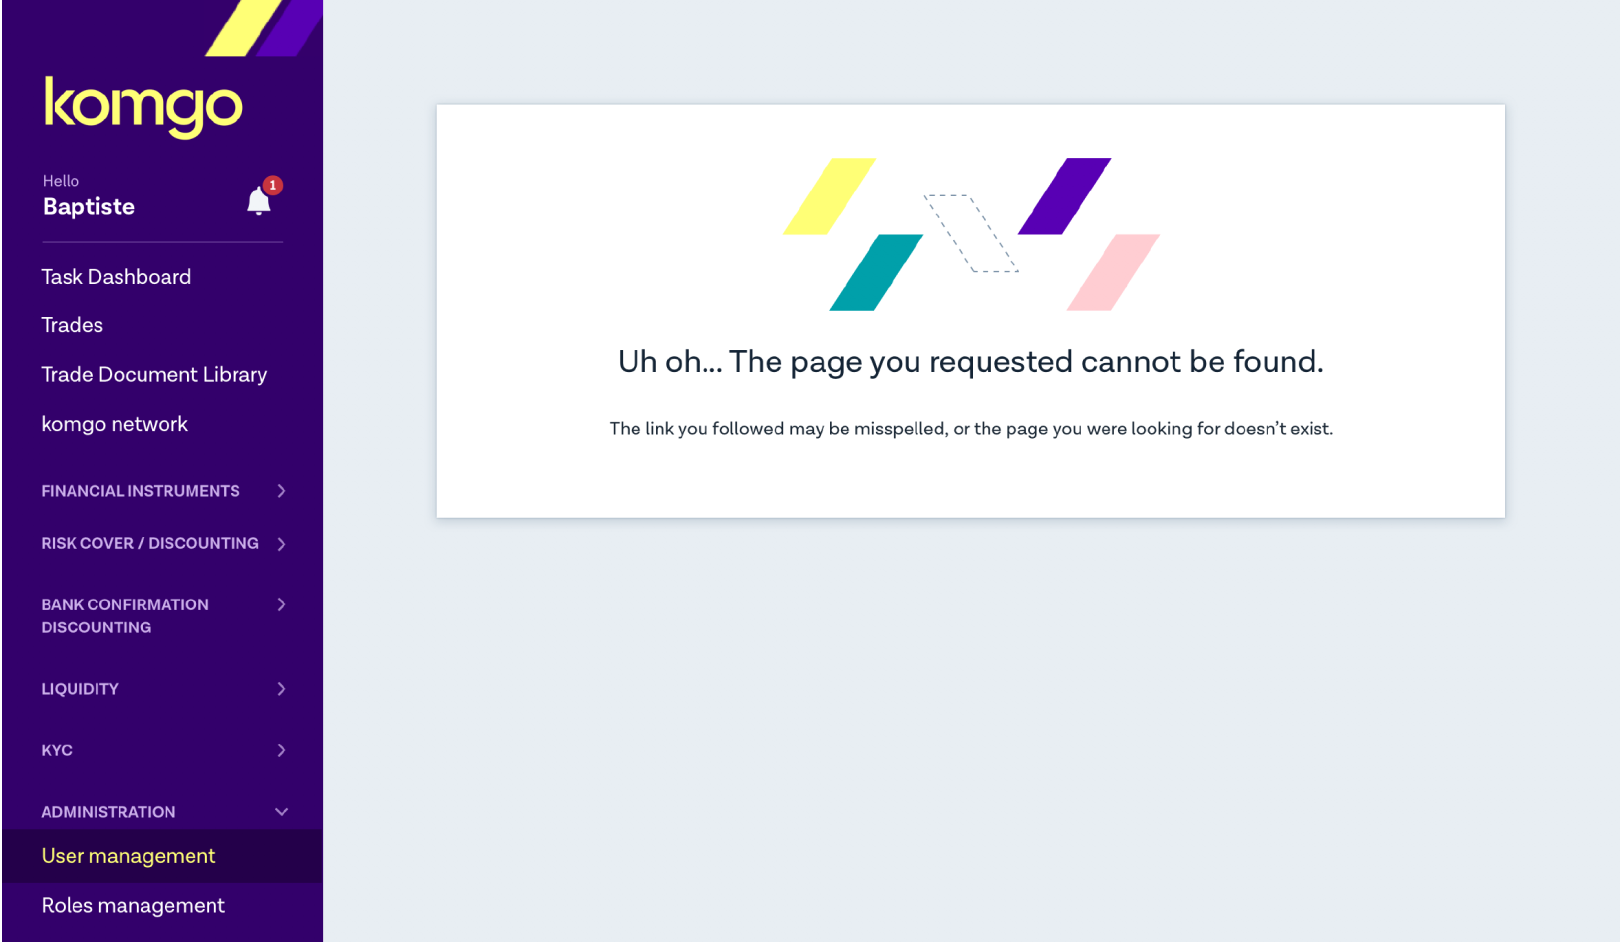 komgo
Hello
Baptiste
1
Task Dashboard
Trades
Trade Document Library
komgo network
FINANCIAL INSTRUMENTS
RISK COVER / DISCOUNTING
BANK CONFIRMATION
DISCOUNTING
LIQUIDITY
KYC
ADMINISTRATION
User management
Roles management
Uh oh... The page you requested cannot be found.
The link you followed may be misspelled, or the page you were looking for doesn’t exist.